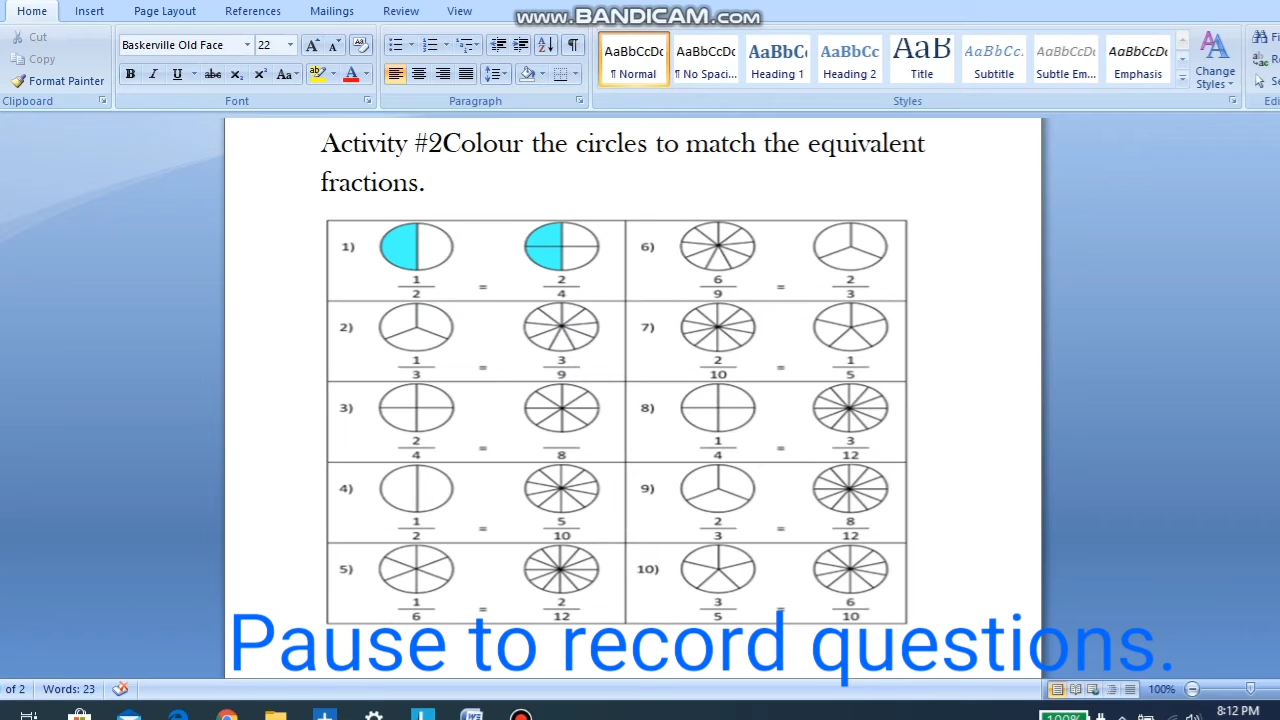 Home Insert Page Layout References Mailings Review View
www.BANDICAM.com
Cut
Copy
Format Painter
Clipboard
Baskerville Old Face 22
Font
Paragraph
AaBbCcDc AaBbCcDc AaBbCc AaBbCc AaBb AaBbCc. AaBbCcDc AaBbCcDc
¶ Normal ¶ No Spaci... Heading 1 Heading 2 Title Subtitle Subtle Em... Emphasis
Change
Styles
Styles
Activity #2Colour the circles to match the equivalent
fractions.
1) 1/2 = 2/4
2) 1/3 = 3/9
3) 2/4 = /8
4) 1/2 = 5/10
5) 1/6 = 2/12
6) 6/9 = 2/3
7) 2/10 = 1/5
8) 1/4 = 3/12
9) 2/3 = 8/12
10) 3/5 = 6/10
Pause to record questions.
of 2 Words: 23 100%
100% 8:12 PM